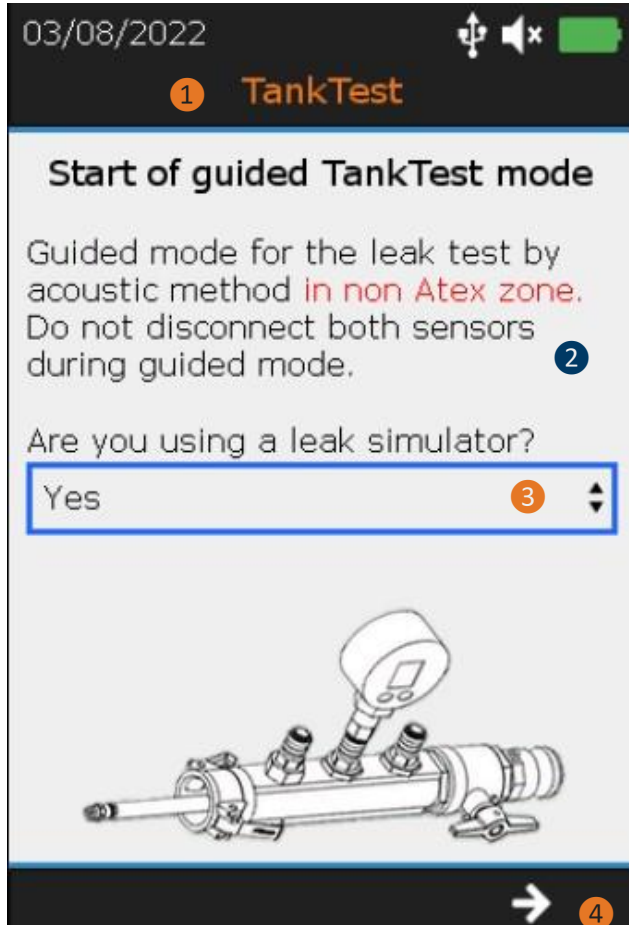 03/08/2022
1 TankTest
Start of guided TankTest mode
Guided mode for the leak test by
acoustic method in non Atex zone.
Do not disconnect both sensors
during guided mode. 2
Are you using a leak simulator?
Yes 3
4